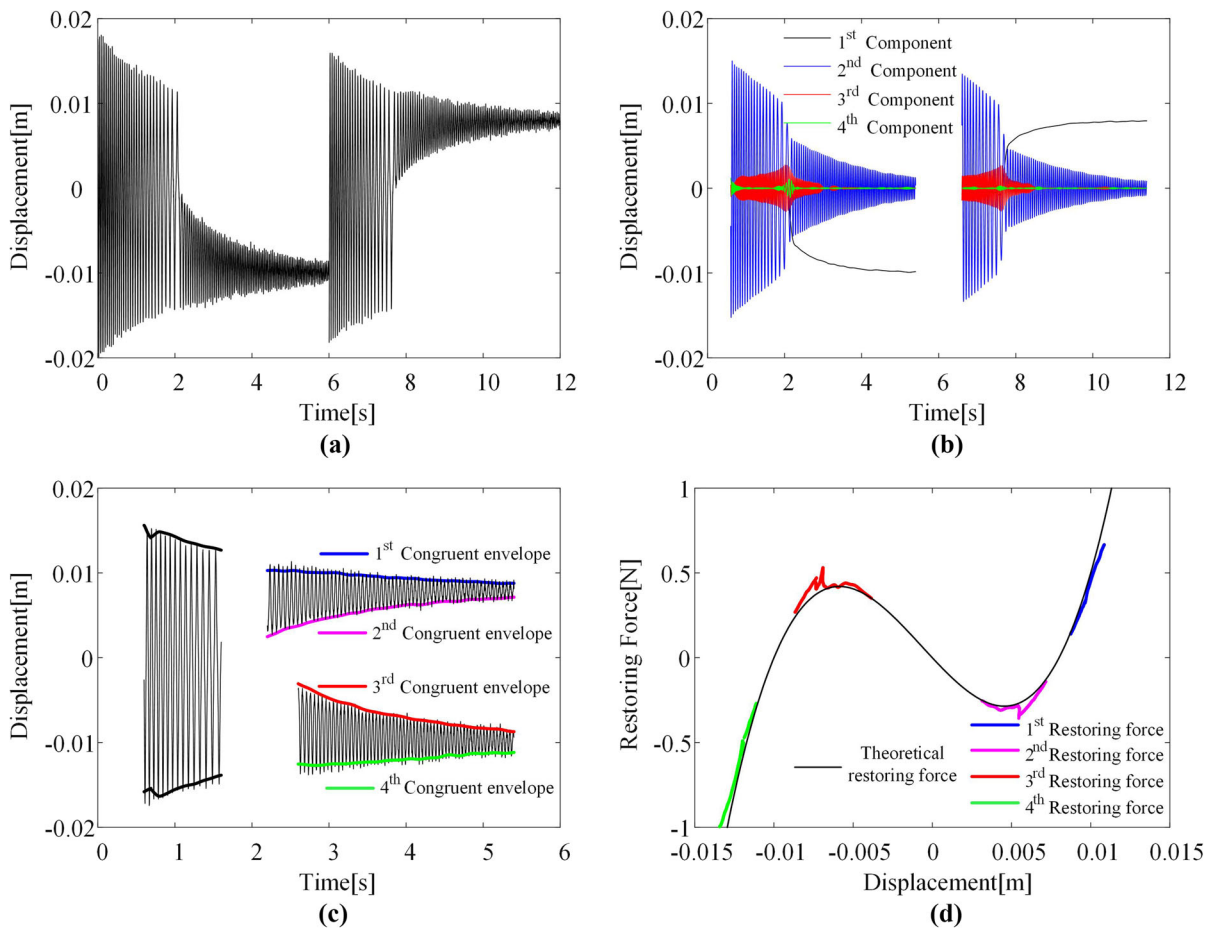 0.02
0.01
0
-0.01
-0.02
Displacement[m]
0 2 4 6 8 10 12
Time[s]
(a)
0.02
0.01
0
-0.01
-0.02
Displacement[m]
1st Component
2nd Component
3rd Component
4th Component
0 2 4 6 8 10 12
Time[s]
(b)
0.02
0.01
0
-0.01
-0.02
Displacement[m]
1st Congruent envelope
2nd Congruent envelope
3rd Congruent envelope
4th Congruent envelope
0 1 2 3 4 5 6
Time[s]
(c)
1
0.5
0
-0.5
-1
Restoring Force[N]
Theoretical
restoring force
1st Restoring force
2nd Restoring force
3rd Restoring force
4th Restoring force
-0.015 -0.01 -0.005 0 0.005 0.01 0.015
Displacement[m]
(d)